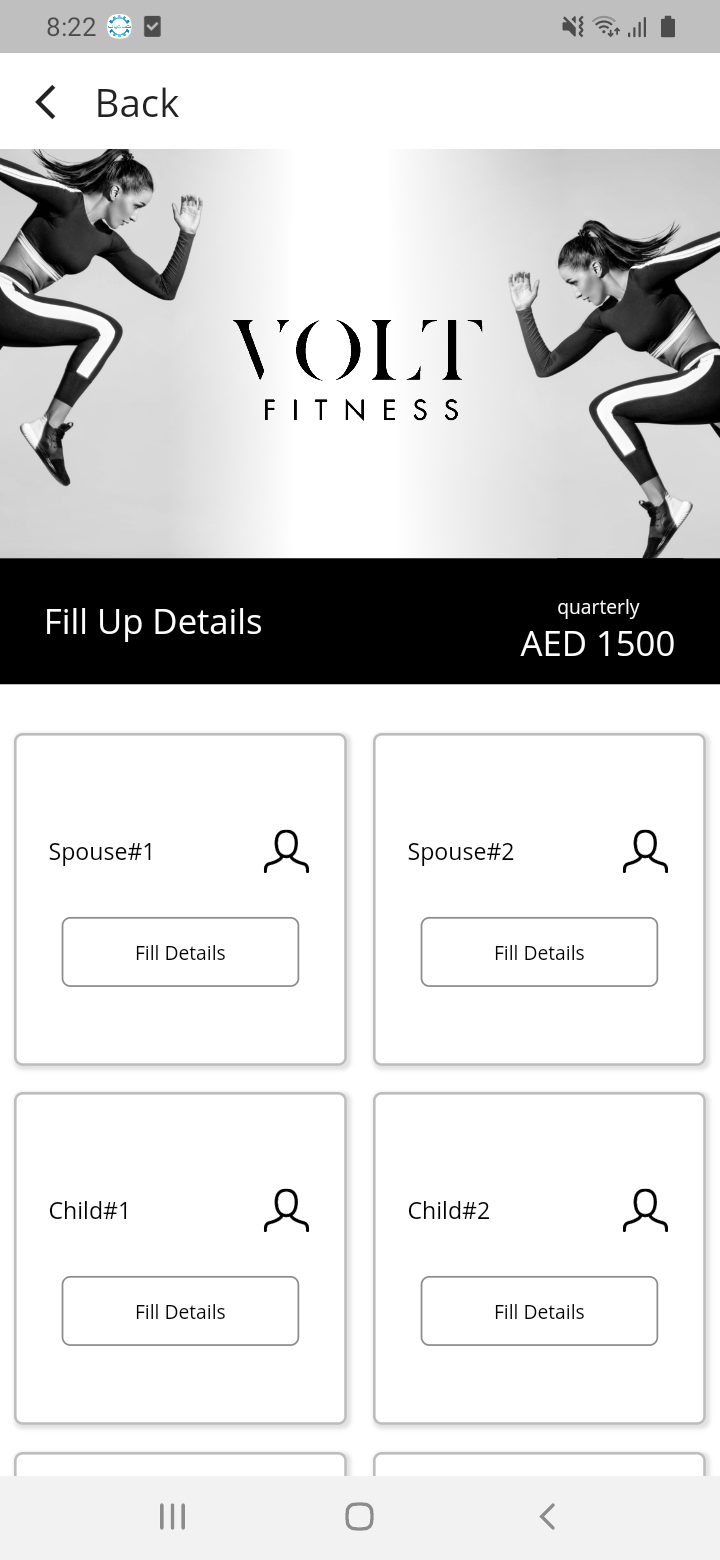 8:22
Back
VOLT
FITNESS
Fill Up Details
quarterly
AED 1500
Spouse#1
Spouse#2
Fill Details
Fill Details
Child#1
Child#2
Fill Details
Fill Details